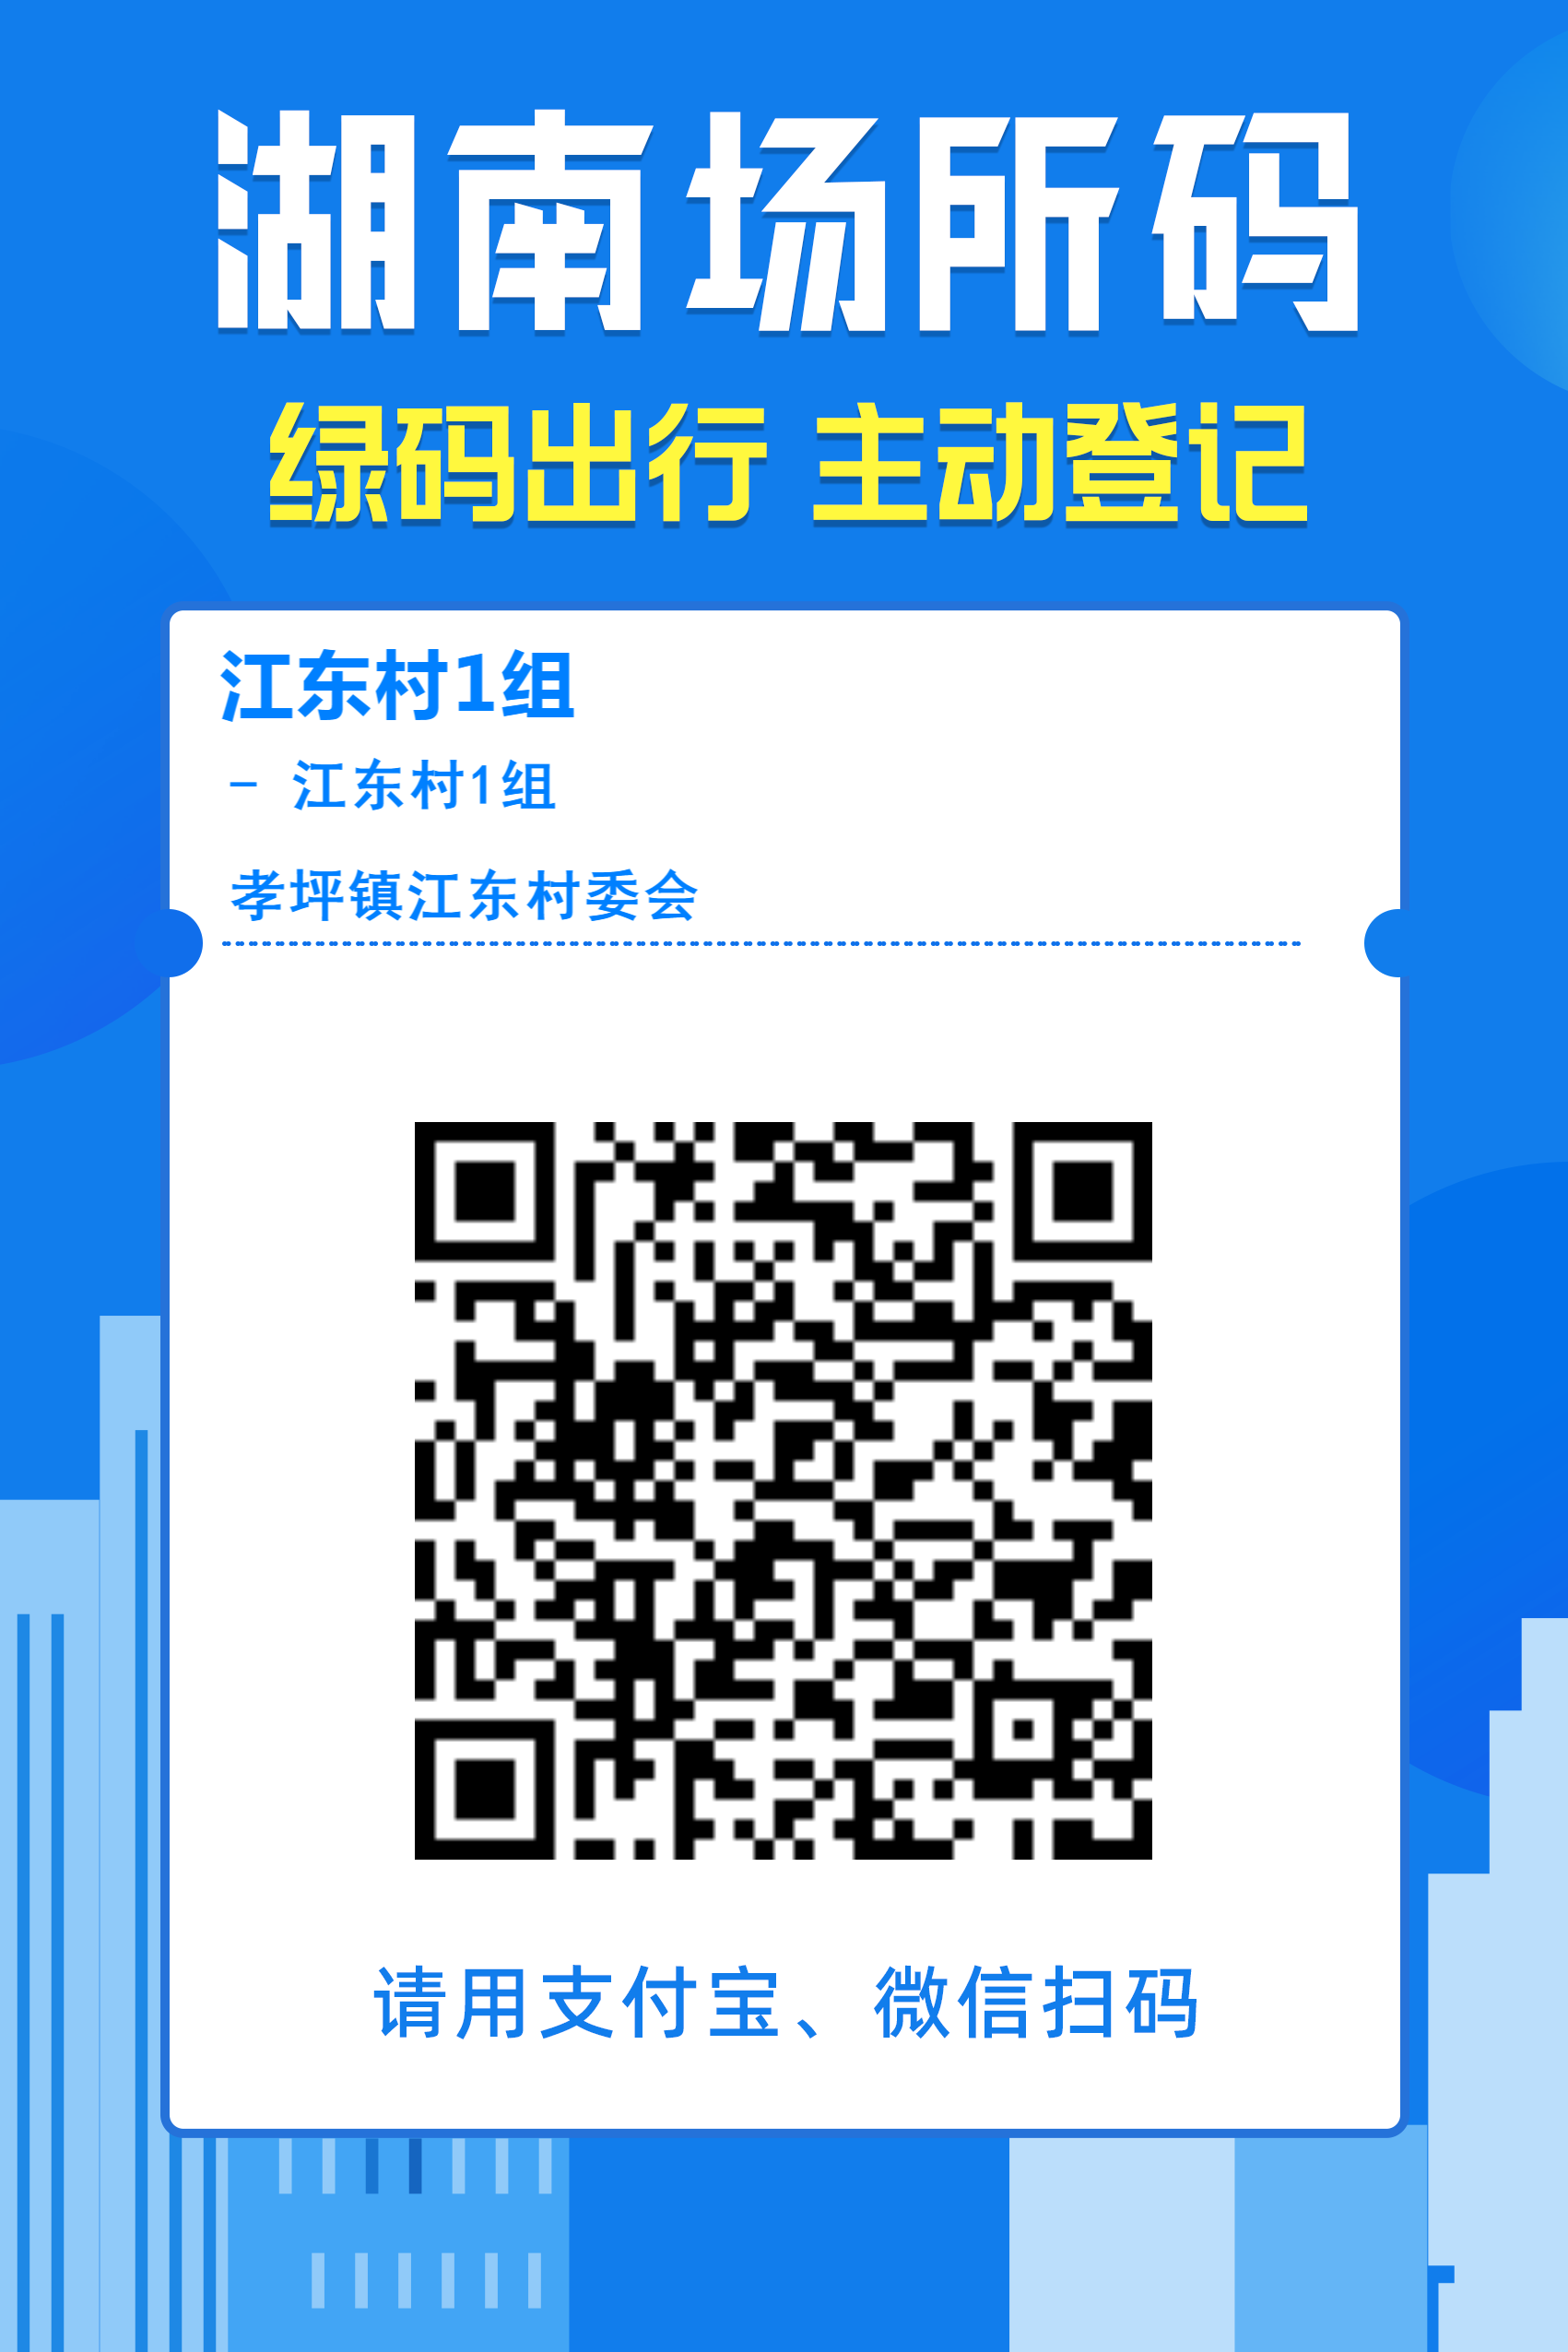 湖南场所码
绿码出行 主动登记
江东村1组
- 江东村1组
孝坪镇江东村委会
请用支付宝、微信扫码